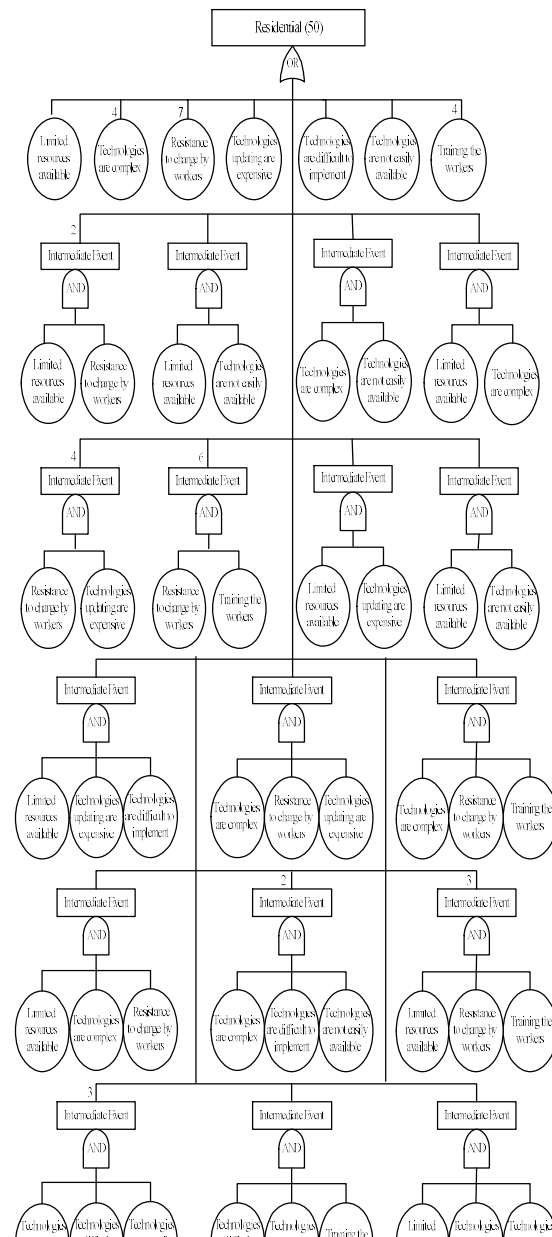 Residential (50)
OR
4
7
4
Limited
resources
available
Technologies
are complex
Resistance
to change by
workers
Technologies
updating are
expensive
Technologies
are difficult to
implement
Technologies
are not easily
available
Training the
workers
2
Intermediate Event
Intermediate Event
Intermediate Event
Intermediate Event
AND
AND
AND
AND
Limited
resources
available
Resistance
to change by
workers
Limited
resources
available
Technologies
are not easily
available
Technologies
are complex
Technologies
are not easily
available
Limited
resources
available
Technologies
are complex
4
6
Intermediate Event
Intermediate Event
Intermediate Event
Intermediate Event
AND
AND
AND
AND
Resistance
to change by
workers
Technologies
updating are
expensive
Resistance
to change by
workers
Training the
workers
Limited
resources
available
Technologies
updating are
expensive
Limited
resources
available
Technologies
are not easily
available
Intermediate Event
Intermediate Event
Intermediate Event
AND
AND
AND
Limited
resources
available
Technologies
updating are
expensive
Technologies
are difficult to
implement
Technologies
are complex
Resistance
to change by
workers
Technologies
updating are
expensive
Technologies
are complex
Resistance
to change by
workers
Training the
workers
2
3
Intermediate Event
Intermediate Event
Intermediate Event
AND
AND
AND
Limited
resources
available
Technologies
are complex
Resistance
to change by
workers
Technologies
are complex
Technologies
are difficult to
implement
Technologies
are not easily
available
Limited
resources
available
Resistance
to change by
workers
Training the
workers
3
Intermediate Event
Intermediate Event
Intermediate Event
AND
AND
AND
Technologies
Technologies
Technologies
Technologies
Technologies
Training the
Limited
Technologies
Technologies